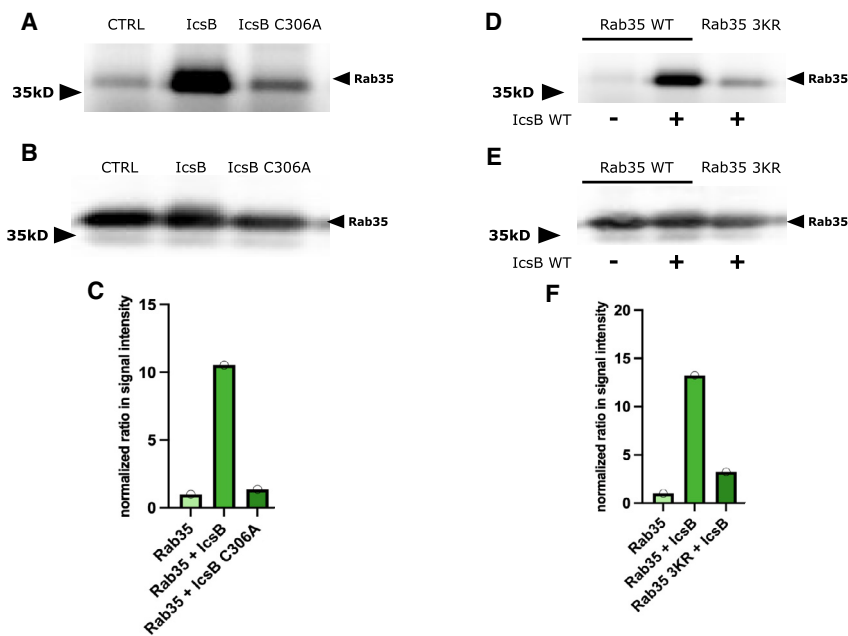 A
CTRL IcsB IcsB C306A
35kD
Rab35
B
CTRL IcsB IcsB C306A
35kD
Rab35
C
normalized ratio in signal intensity
15
10
5
0
Rab35
Rab35 + IcsB
Rab35 + IcsB C306A
D
Rab35 WT Rab35 3KR
35kD
Rab35
IcsB WT - + +
E
Rab35 WT Rab35 3KR
35kD
Rab35
IcsB WT - + +
F
normalized ratio in signal intensity
20
15
10
5
0
Rab35
Rab35 + IcsB
Rab35 3KR + IcsB